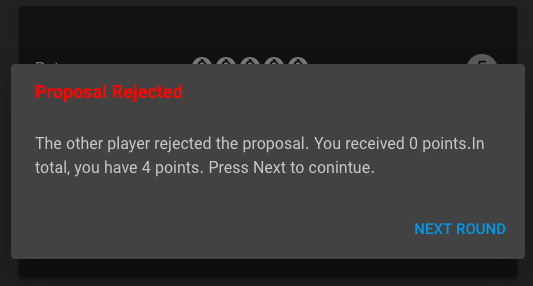 Proposal Rejected
The other player rejected the proposal. You received 0 points.In
total, you have 4 points. Press Next to conintue.
NEXT ROUND